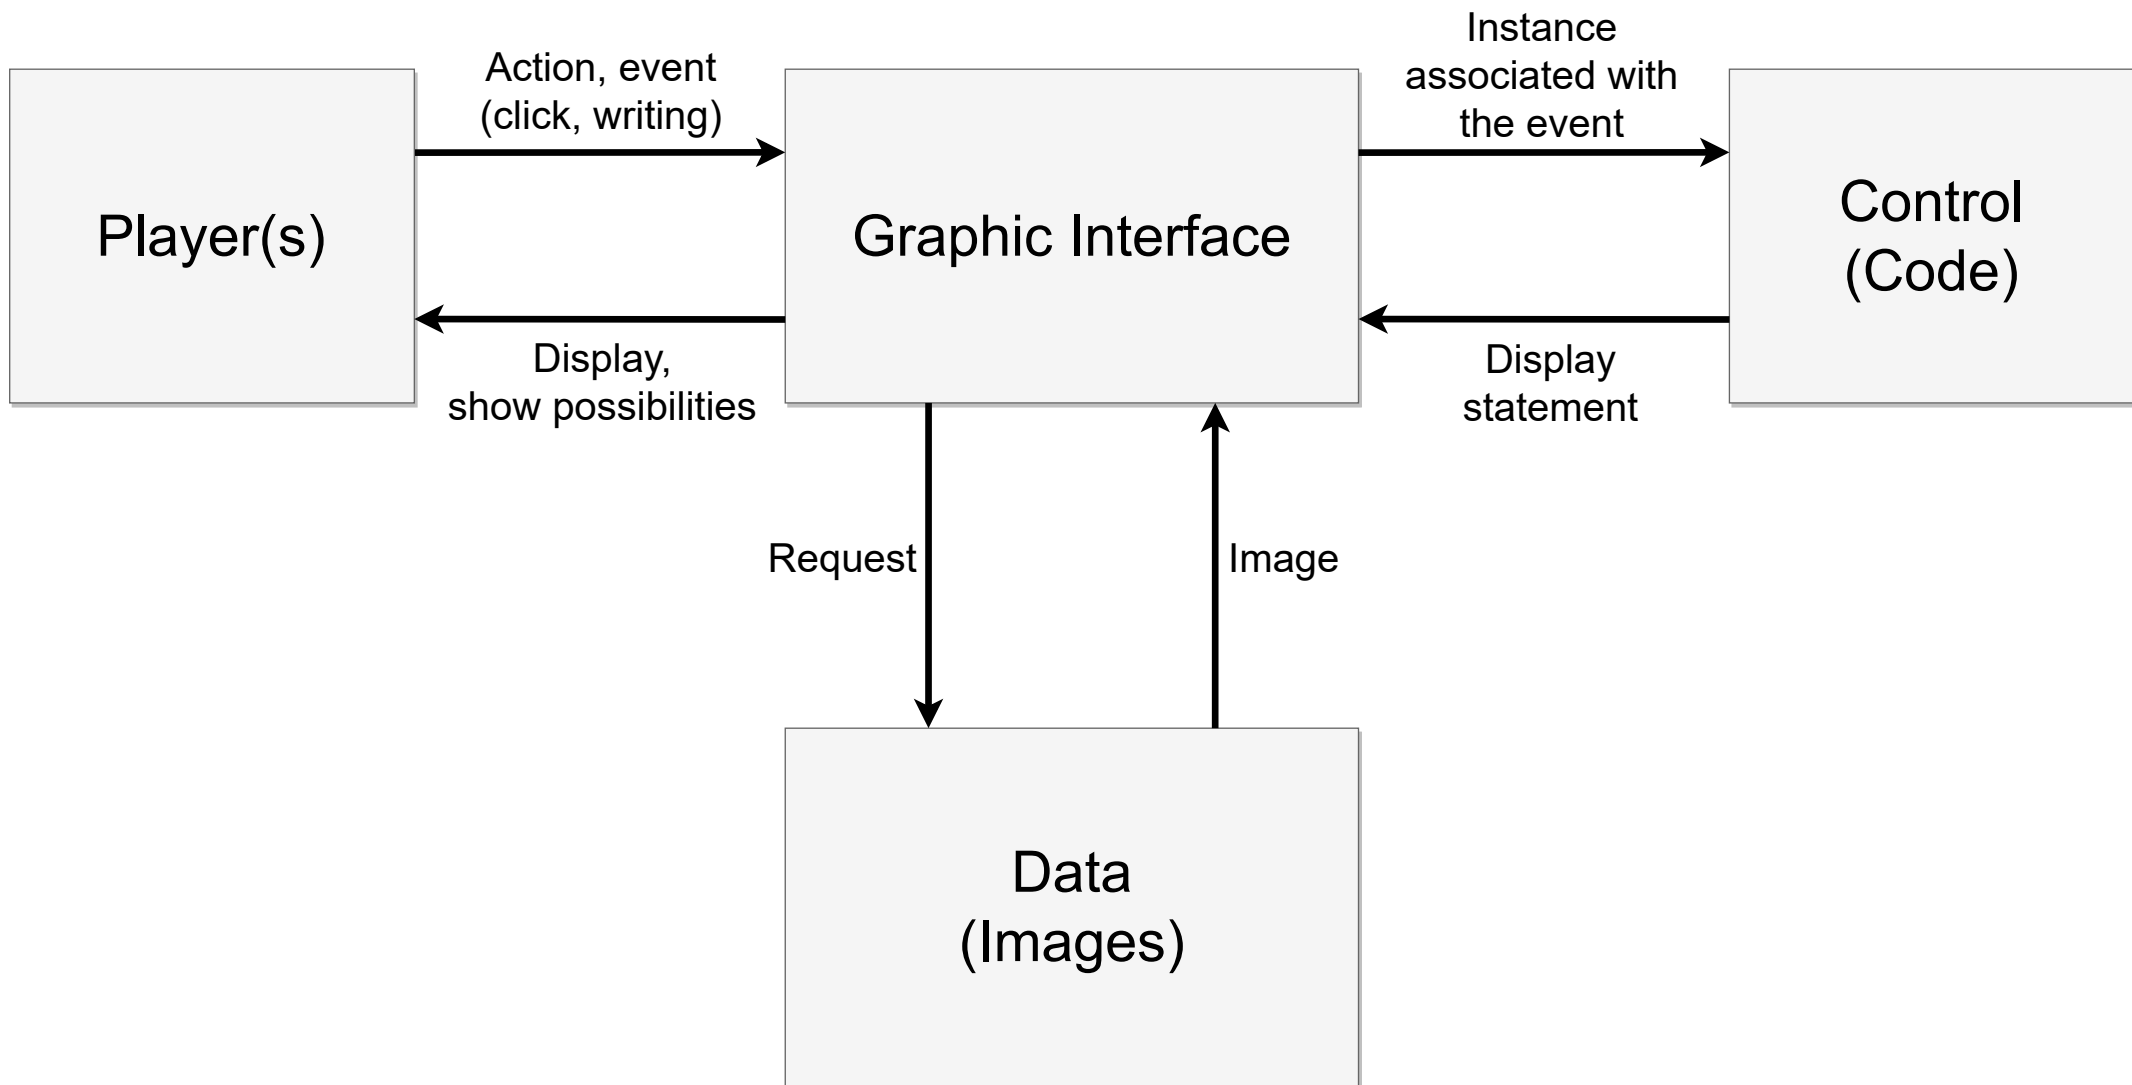 Action, event
(click, writing)
Instance
associated with
the event
Player(s)
Graphic Interface
Control
(Code)
Display,
show possibilities
Display
statement
Request
Image
Data
(Images)